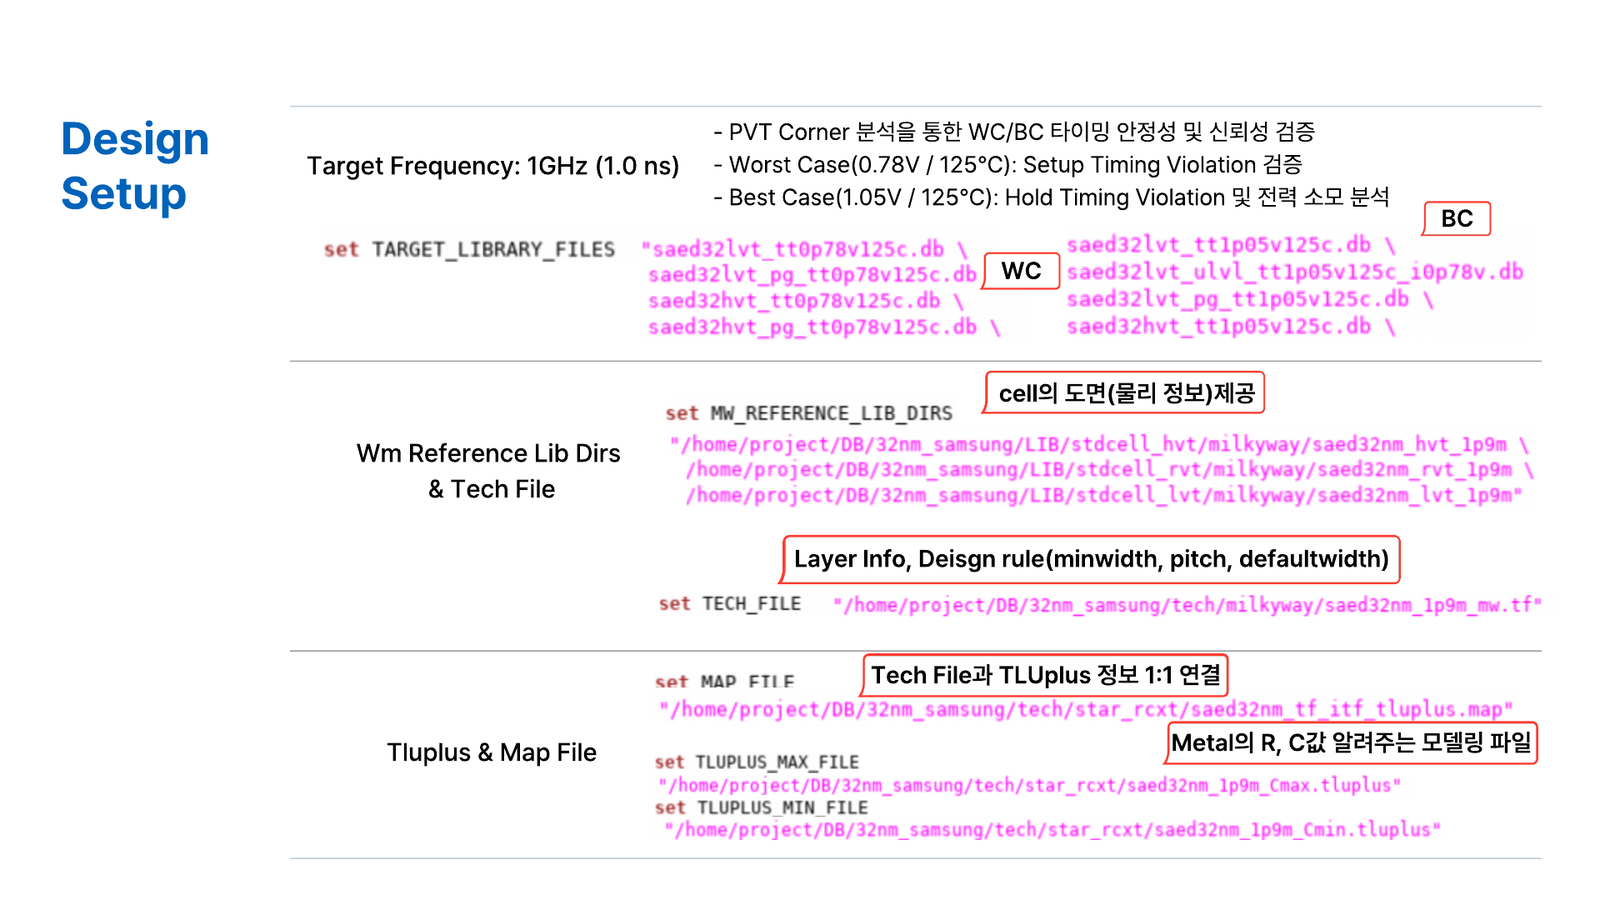 Design
Setup
Target Frequency: 1GHz (1.0 ns)
- PVT Corner 분석을 통한 WC/BC 타이밍 안정성 및 신뢰성 검증
- Worst Case(0.78V / 125°C): Setup Timing Violation 검증
- Best Case(1.05V / 125°C): Hold Timing Violation 및 전력 소모 분석
BC
set TARGET_LIBRARY_FILES
"saed32lvt_tt0p78v125c.db \
saed32lvt_pg_tt0p78v125c.db
saed32hvt_tt0p78v125c.db \
saed32hvt_pg_tt0p78v125c.db \
WC
saed32lvt_tt1p05v125c.db \
saed32lvt_ulvl_tt1p05v125c_i0p78v.db
saed32lvt_pg_tt1p05v125c.db \
saed32hvt_tt1p05v125c.db \
Wm Reference Lib Dirs
& Tech File
cell의 도면(물리 정보)제공
set MW_REFERENCE_LIB_DIRS
"/home/project/DB/32nm_samsung/LIB/stdcell_hvt/milkyway/saed32nm_hvt_1p9m \
/home/project/DB/32nm_samsung/LIB/stdcell_rvt/milkyway/saed32nm_rvt_1p9m \
/home/project/DB/32nm_samsung/LIB/stdcell_lvt/milkyway/saed32nm_lvt_1p9m"
Layer Info, Deisgn rule(minwidth, pitch, defaultwidth)
set TECH_FILE "/home/project/DB/32nm_samsung/tech/milkyway/saed32nm_1p9m_mw.tf"
Tluplus & Map File
Tech File과 TLUplus 정보 1:1 연결
set MAP_FILE
"/home/project/DB/32nm_samsung/tech/star_rcxt/saed32nm_tf_itf_tluplus.map"
Metal의 R, C값 알려주는 모델링 파일
set TLUPLUS_MAX_FILE
"/home/project/DB/32nm_samsung/tech/star_rcxt/saed32nm_1p9m_Cmax.tluplus"
set TLUPLUS_MIN_FILE
"/home/project/DB/32nm_samsung/tech/star_rcxt/saed32nm_1p9m_Cmin.tluplus"